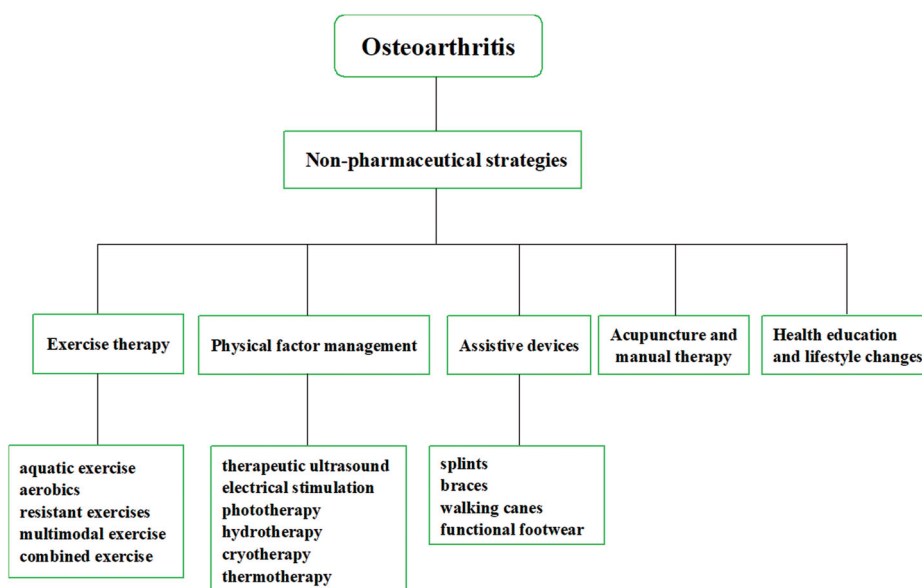 Osteoarthritis
Non-pharmaceutical strategies
Exercise therapy
Physical factor management
Assistive devices
Acupuncture and
manual therapy
Health education
and lifestyle changes
aquatic exercise
aerobics
resistant exercises
multimodal exercise
combined exercise
therapeutic ultrasound
electrical stimulation
phototherapy
hydrotherapy
cryotherapy
thermotherapy
splints
braces
walking canes
functional footwear